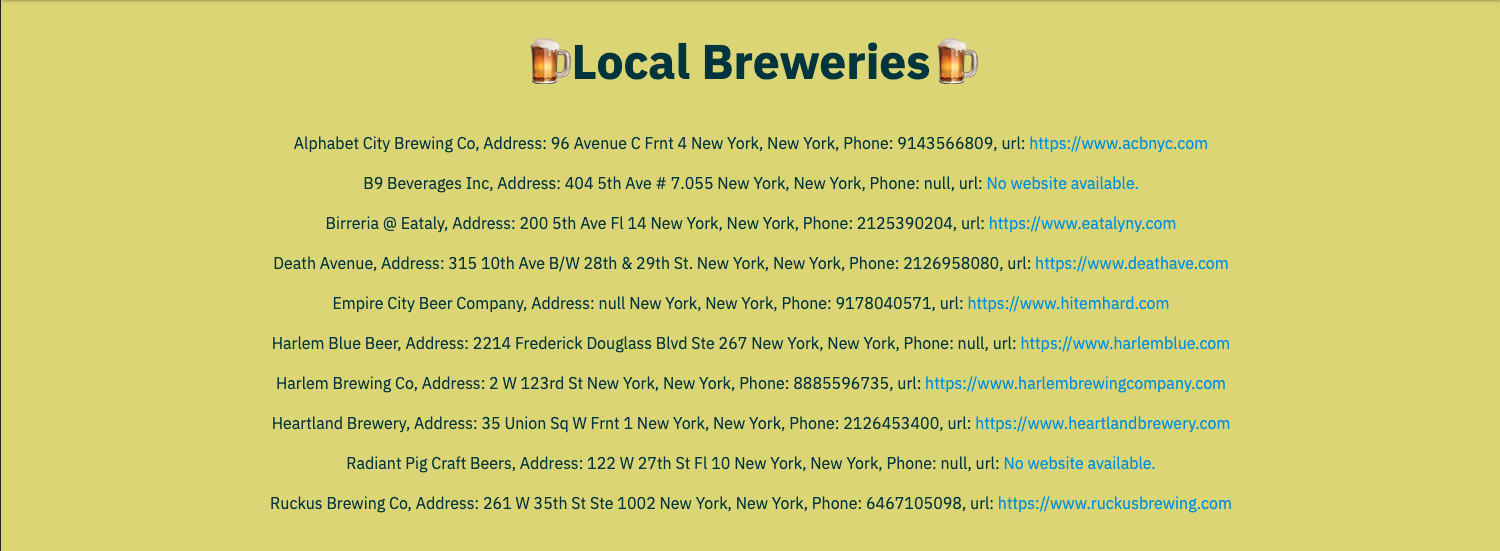 Local Breweries
Alphabet City Brewing Co, Address: 96 Avenue C Frnt 4 New York, New York, Phone: 9143566809, url: https://www.acbnyc.com
B9 Beverages Inc, Address: 404 5th Ave # 7.055 New York, New York, Phone: null, url: No website available.
Birreria @ Eataly, Address: 200 5th Ave Fl 14 New York, New York, Phone: 2125390204, url: https://www.eatalyny.com
Death Avenue, Address: 315 10th Ave B/W 28th & 29th St. New York, New York, Phone: 2126958080, url: https://www.deathave.com
Empire City Beer Company, Address: null New York, New York, Phone: 9178040571, url: https://www.hitemhard.com
Harlem Blue Beer, Address: 2214 Frederick Douglass Blvd Ste 267 New York, New York, Phone: null, url: https://www.harlemblue.com
Harlem Brewing Co, Address: 2 W 123rd St New York, New York, Phone: 8885596735, url: https://www.harlembrewingcompany.com
Heartland Brewery, Address: 35 Union Sq W Frnt 1 New York, New York, Phone: 2126453400, url: https://www.heartlandbrewery.com
Radiant Pig Craft Beers, Address: 122 W 27th St Fl 10 New York, New York, Phone: null, url: No website available.
Ruckus Brewing Co, Address: 261 W 35th St Ste 1002 New York, New York, Phone: 6467105098, url: https://www.ruckusbrewing.com